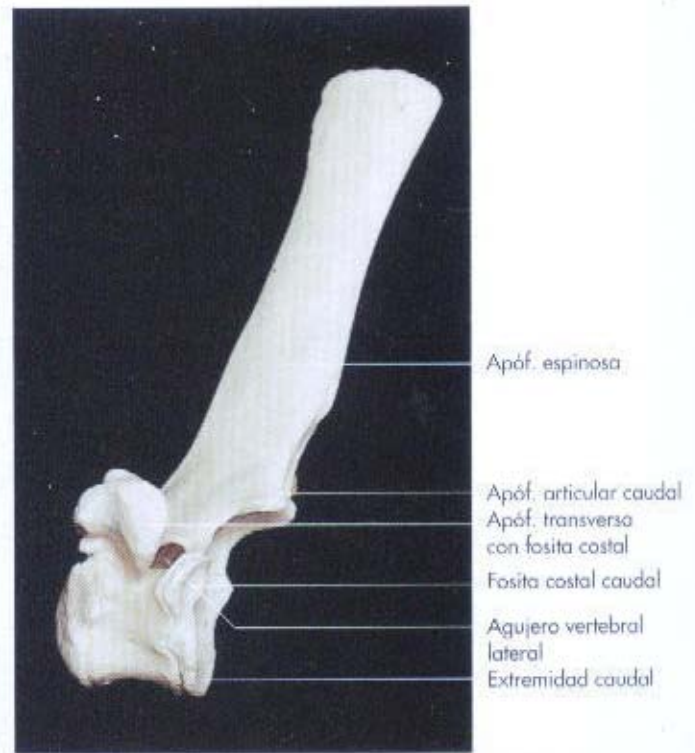 Apóf. espinosa
Apóf. articular caudal
Apóf. transversa
con fosita costal
Fosita costal caudal
Agujero vertebral
lateral
Extremidad caudal